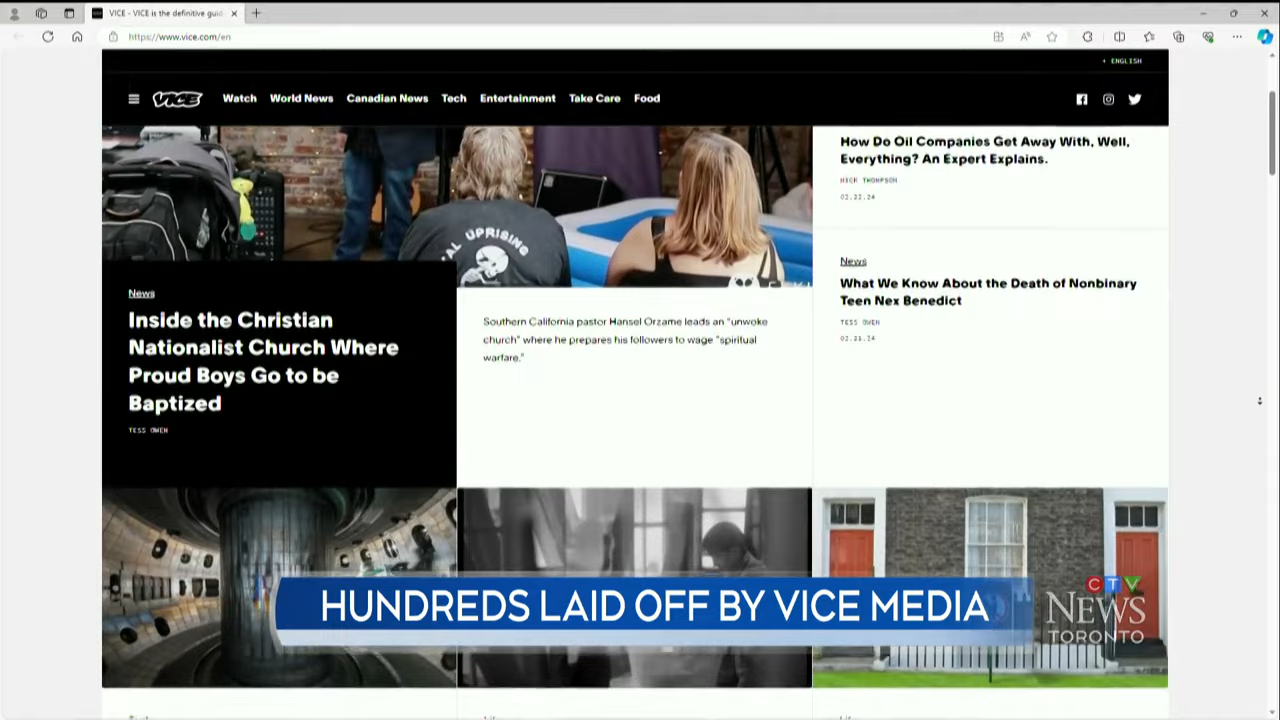 VICE - VICE is the definitive guid
https://www.vice.com/en
+ ENGLISH
VICE
Watch World News Canadian News Tech Entertainment Take Care Food
How Do Oil Companies Get Away With, Well,
Everything? An Expert Explains.
NICK THOMPSON
02.22.24
UPRISING
News
What We Know About the Death of Nonbinary
Teen Nex Benedict
TESS OWEN
02.21.24
News
Inside the Christian
Nationalist Church Where
Proud Boys Go to be
Baptized
TESS OWEN
Southern California pastor Hansel Orzame leads an "unwoke
church" where he prepares his followers to wage "spiritual
warfare."
HUNDREDS LAID OFF BY VICE MEDIA
CTV
NEWS
TORONTO